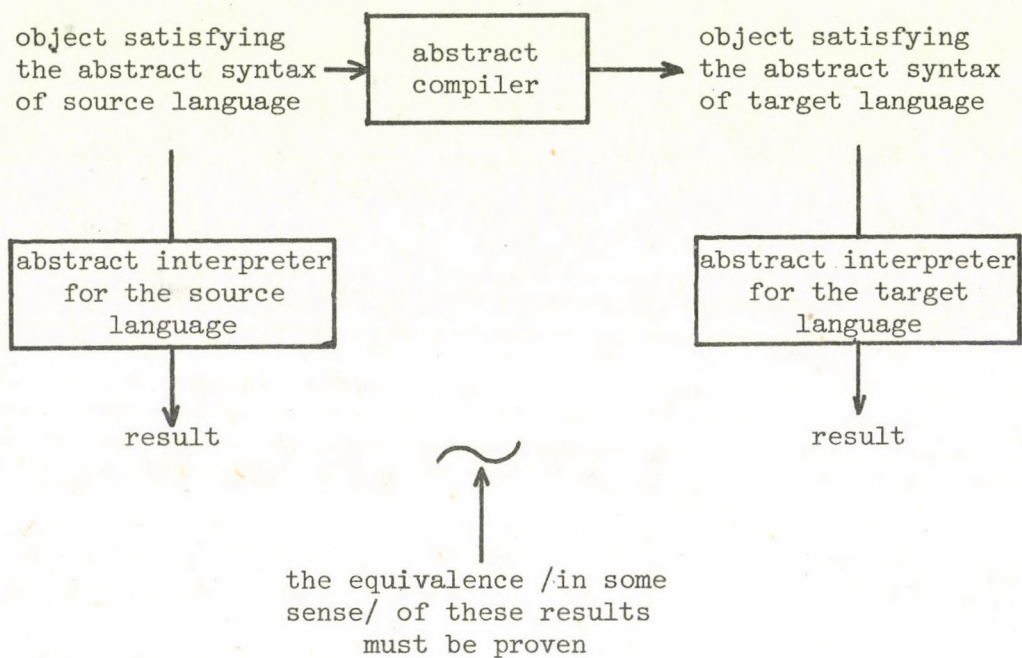 object satisfying
the abstract syntax
of source language
abstract
compiler
object satisfying
the abstract syntax
of target language
abstract interpreter
for the source
language
abstract interpreter
for the target
language
result
result
the equivalence /in some
sense/ of these results
must be proven